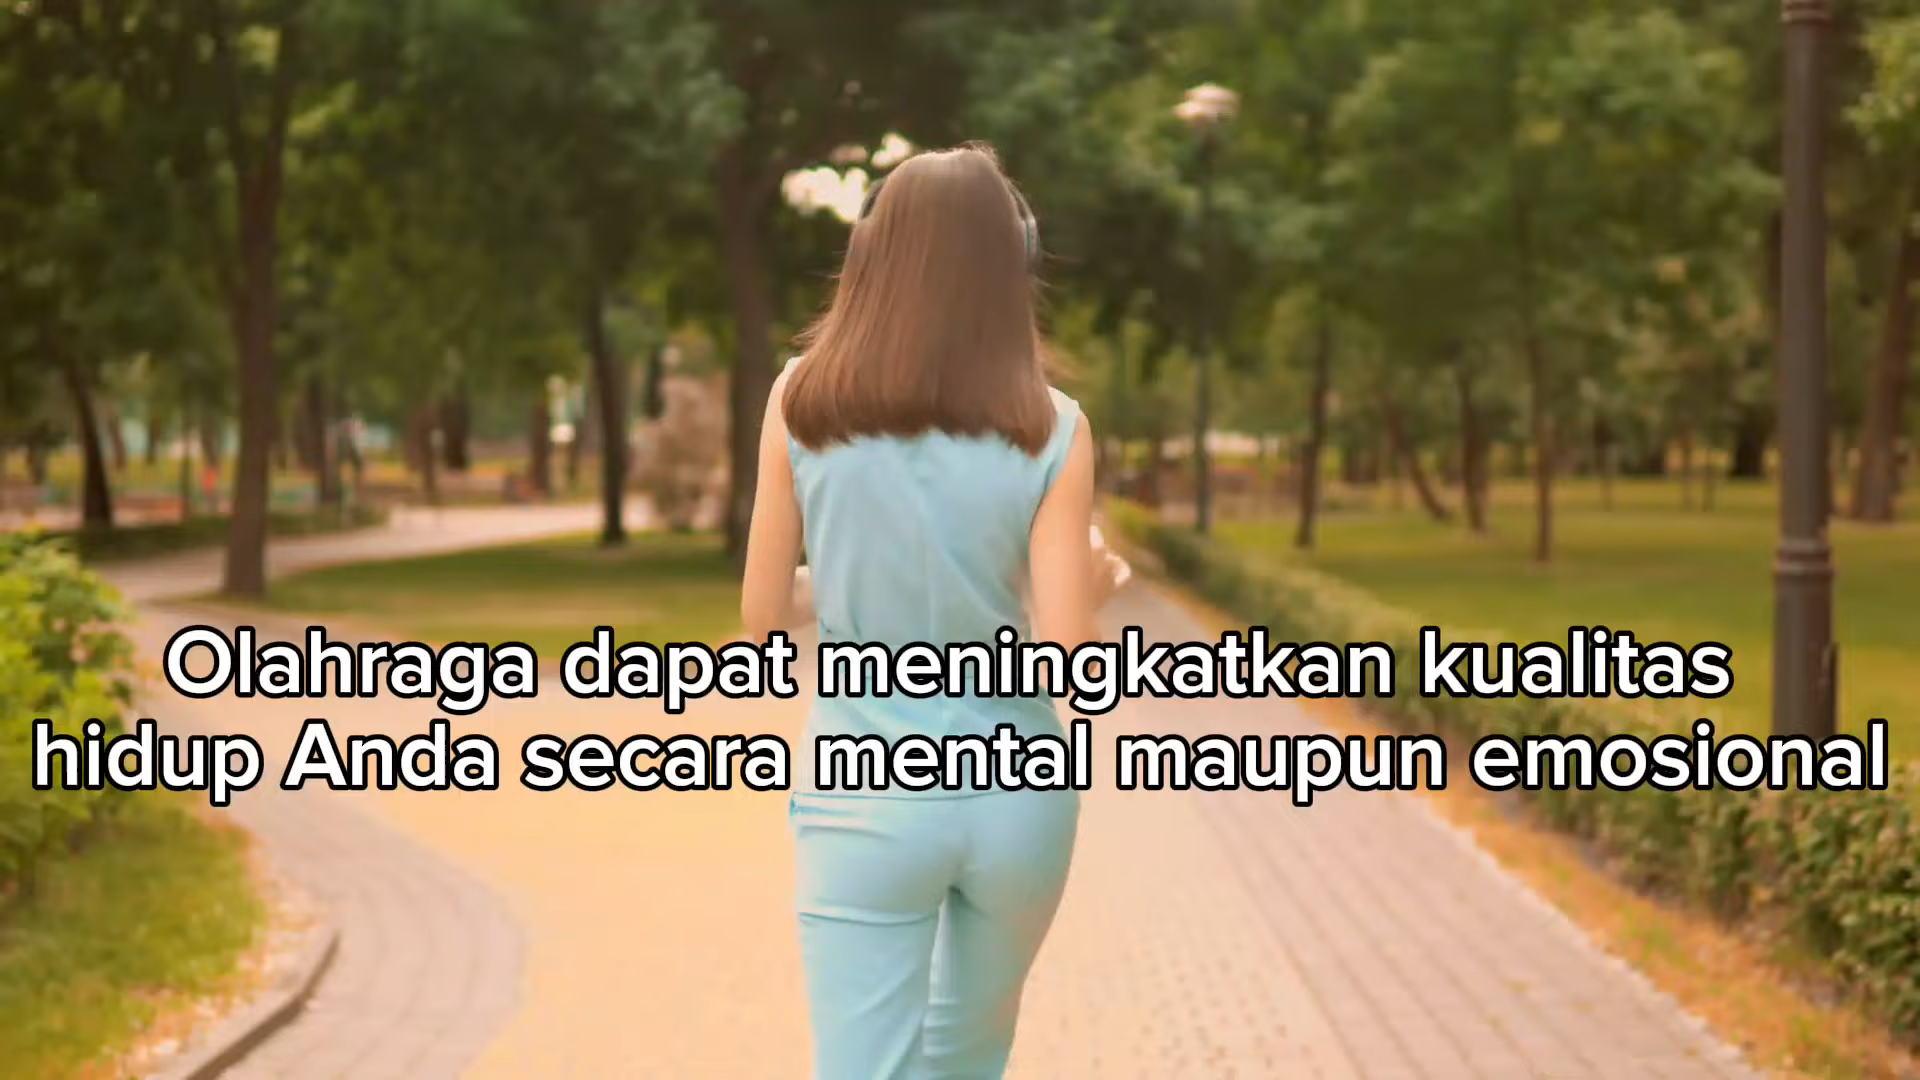 Olahraga dapat meningkatkan kualitas
hidup Anda secara mental maupun emosional